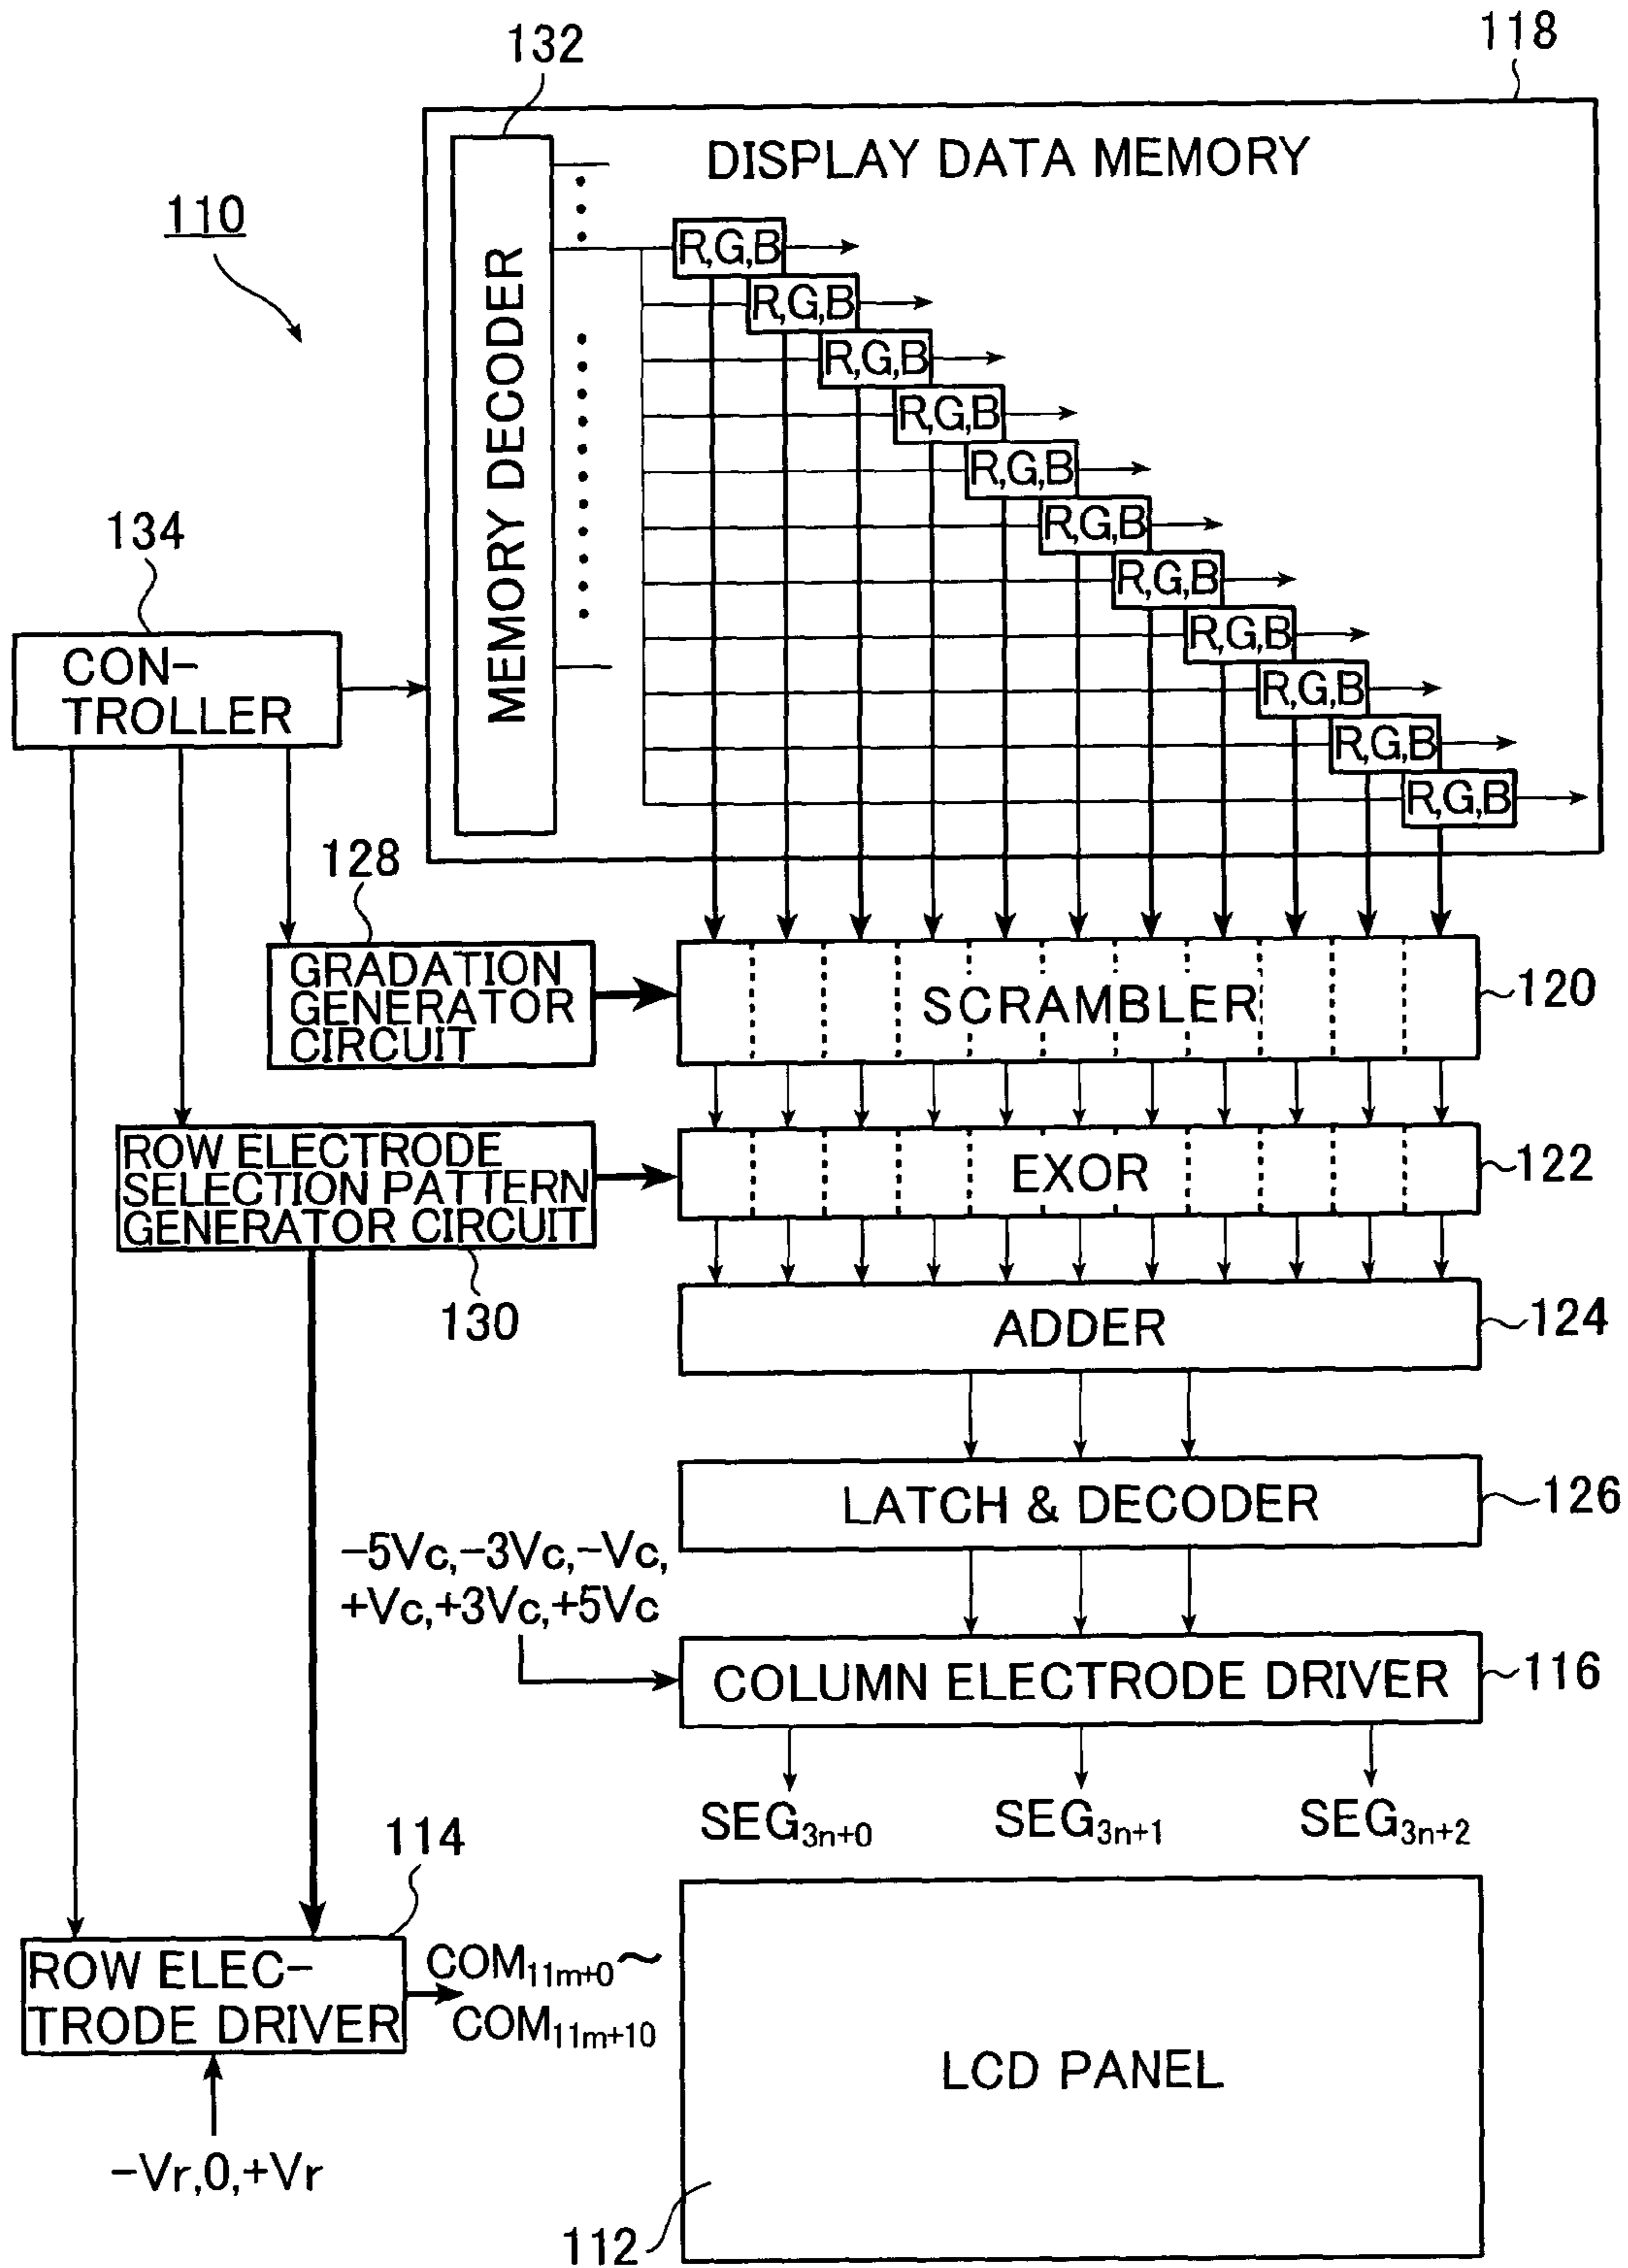 118
132
DISPLAY DATA MEMORY
110
MEMORY DECODER
R,G,B
R,G,B
R,G,B
R,G,B
R,G,B
R,G,B
R,G,B
R,G,B
R,G,B
R,G,B
R,G,B
134
CON-
TROLLER
128
GRADATION
GENERATOR
CIRCUIT
SCRAMBLER
120
ROW ELECTRODE
SELECTION PATTERN
GENERATOR CIRCUIT
130
EXOR
122
ADDER
124
LATCH & DECODER
126
-5Vc,-3Vc,-Vc,
+Vc,+3Vc,+5Vc
COLUMN ELECTRODE DRIVER
116
SEG3n+0
SEG3n+1
SEG3n+2
114
ROW ELEC-
TRODE DRIVER
COM11m+0~
COM11m+10
-Vr,0,+Vr
LCD PANEL
112